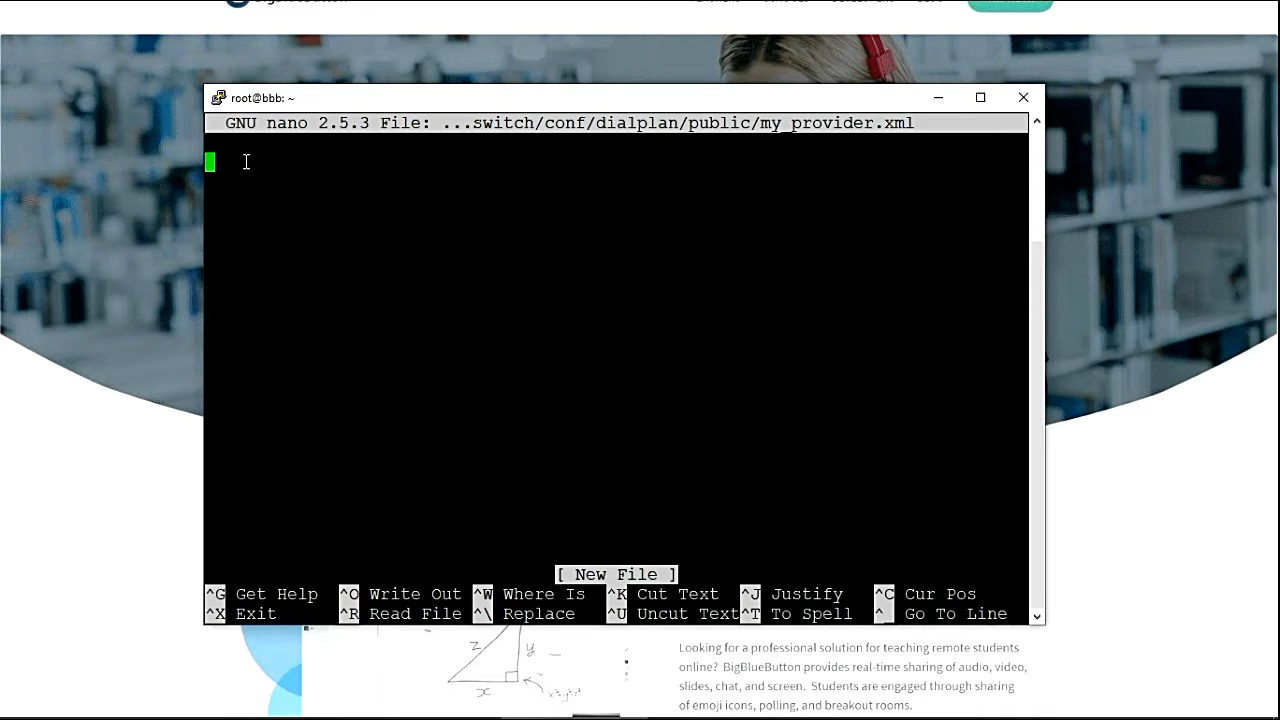 root@bbb: ~
GNU nano 2.5.3 File: ...switch/conf/dialplan/public/my_provider.xml
[ New File ]
^G Get Help ^O Write Out ^W Where Is ^K Cut Text ^J Justify ^C Cur Pos
^X Exit ^R Read File ^\ Replace ^U Uncut Text^T To Spell ^_ Go To Line
z
y
x
Looking for a professional solution for teaching remote students
online? BigBlueButton provides real-time sharing of audio, video,
slides, chat, and screen. Students are engaged through sharing
of emoji icons, polling, and breakout rooms.